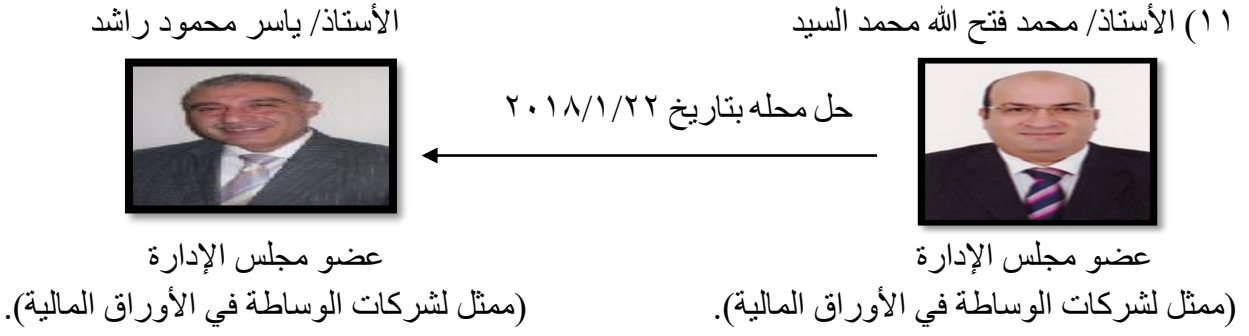 ١١) الأستاذ/ محمد فتح الله محمد السيد
الأستاذ/ ياسر محمود راشد
حل محله بتاريخ ٢٠١٨/١/٢٢
عضو مجلس الإدارة
عضو مجلس الإدارة
(ممثل لشركات الوساطة في الأوراق المالية).
(ممثل لشركات الوساطة في الأوراق المالية).